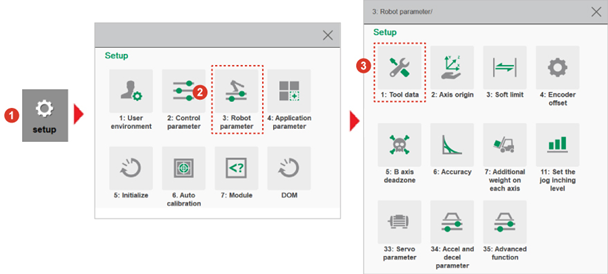 1
setup
Setup
1: User environment
2: Control parameter
2
3: Robot parameter
4: Application parameter
5: Initialize
6: Auto calibration
7: Module
DOM
3. Robot parameter/
Setup
3
1: Tool data
2: Axis origin
3: Soft limit
4: Encoder offset
5: B axis deadzone
6: Accuracy
7: Additional weight on each axis
11: Set the jog inching level
33: Servo parameter
34: Accel and decel parameter
35: Advanced function